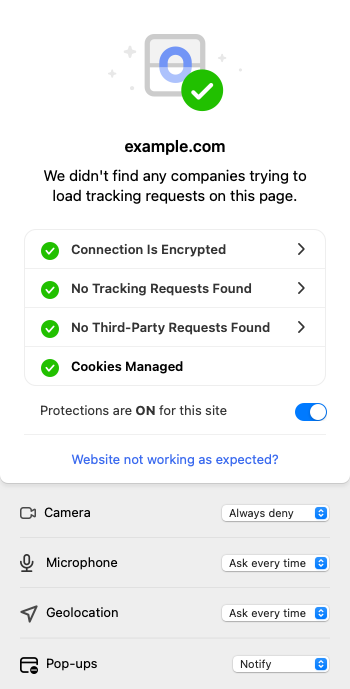 example.com
We didn't find any companies trying to
load tracking requests on this page.
Connection Is Encrypted
No Tracking Requests Found
No Third-Party Requests Found
Cookies Managed
Protections are ON for this site
Website not working as expected?
Camera Always deny
Microphone Ask every time
Geolocation Ask every time
Pop-ups Notify